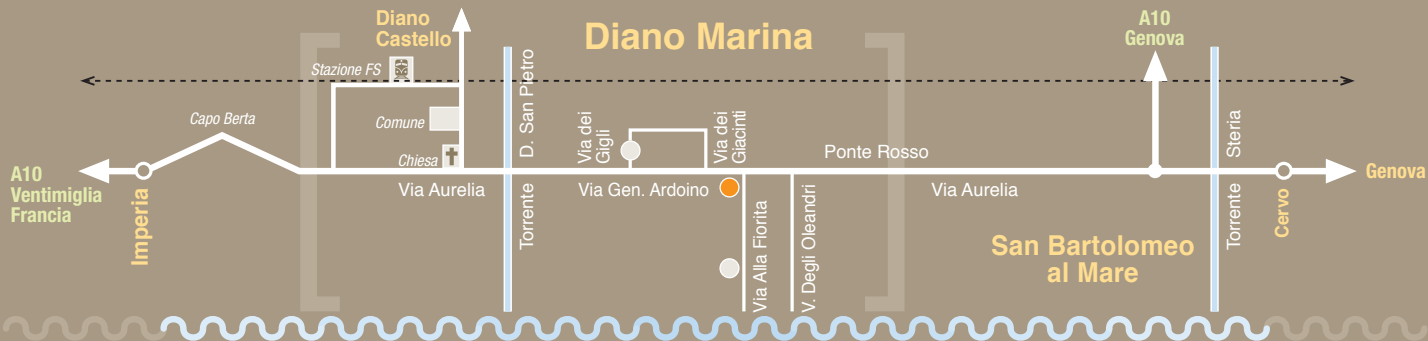 Diano
Castello
Diano Marina
A10
Genova
Stazione FS
D. San Pietro
Capo Berta
Comune
Via dei
Gigli
Via dei
Giacinti
Steria
Chiesa
Ponte Rosso
A10
Ventimiglia
Francia
Imperia
Via Aurelia
Torrente
Via Gen. Ardoino
Via Alla Fiorita
V. Degli Oleandri
Via Aurelia
Torrente
Cervo
Genova
San Bartolomeo
al Mare